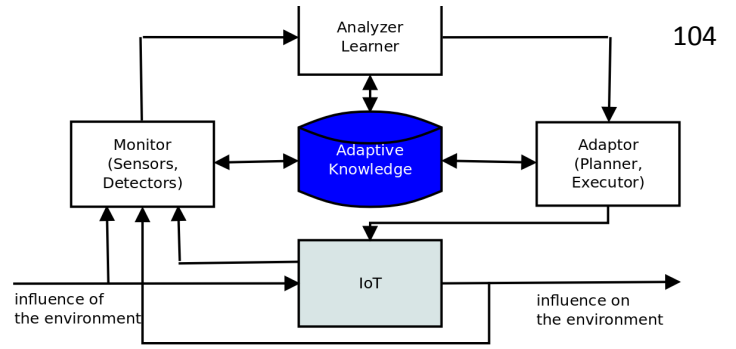 Analyzer
Learner
104
Monitor
(Sensors,
Detectors)
Adaptive
Knowledge
Adaptor
(Planner,
Executor)
IoT
influence of
the environment
influence on
the environment